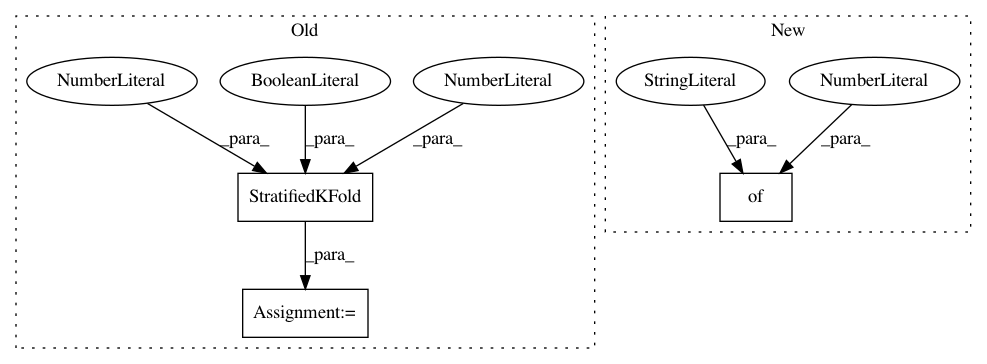 Old
New
NumberLiteral
BooleanLiteral
NumberLiteral
StringLiteral
NumberLiteral
_para_
_para_
_para_
_para_
_para_
StratifiedKFold
of
_para_
Assignment:=